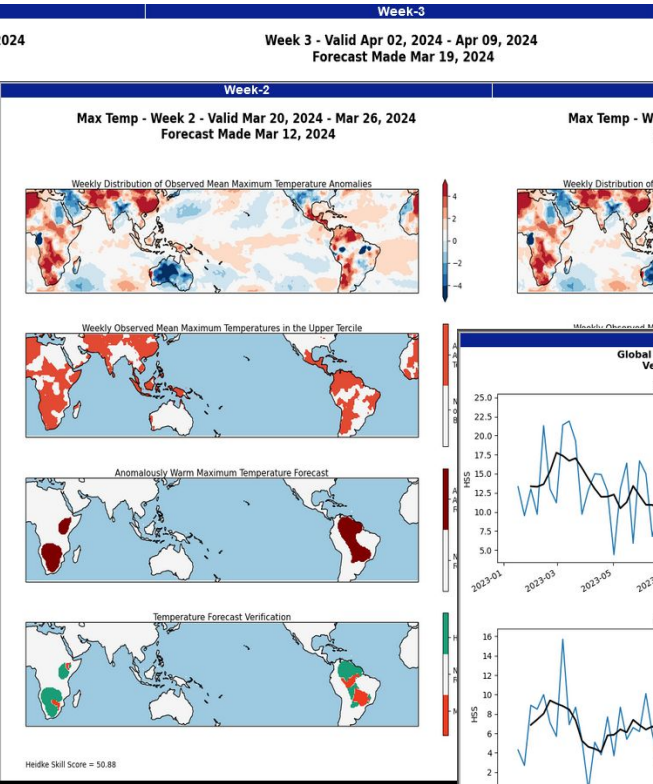 Week-3
2024
Week 3 - Valid Apr 02, 2024 - Apr 09, 2024
Forecast Made Mar 19, 2024
Week-2
Max Temp - Week 2 - Valid Mar 20, 2024 - Mar 26, 2024
Forecast Made Mar 12, 2024
Max Temp - W
Weekly Distribution of Observed Mean Maximum Temperature Anomalies
4
2
0
−2
−4
Weekly Distribution of
Weekly Observed Mean Maximum Temperatures in the Upper Tercile
A
A
T
N
o
B
Anomalously Warm Maximum Temperature Forecast
A
A
F
N
F
Temperature Forecast Verification
H
N
F
M
Heidke Skill Score = 50.88
Global
Ve
HSS
25.0
22.5
20.0
17.5
15.0
12.5
10.0
7.5
5.0
2023-01
2023-03
2023-05
2023
HSS
16
14
12
10
8
6
4
2